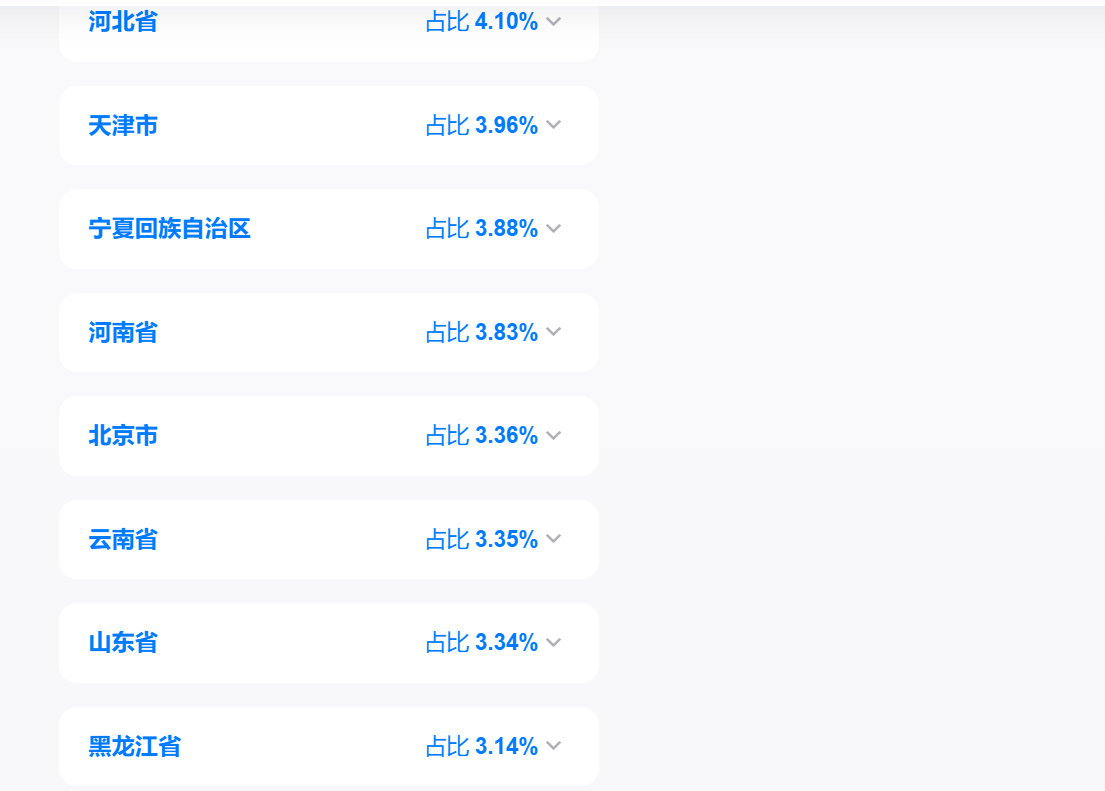 河北省 占比 4.10%
天津市 占比 3.96%
宁夏回族自治区 占比 3.88%
河南省 占比 3.83%
北京市 占比 3.36%
云南省 占比 3.35%
山东省 占比 3.34%
黑龙江省 占比 3.14%